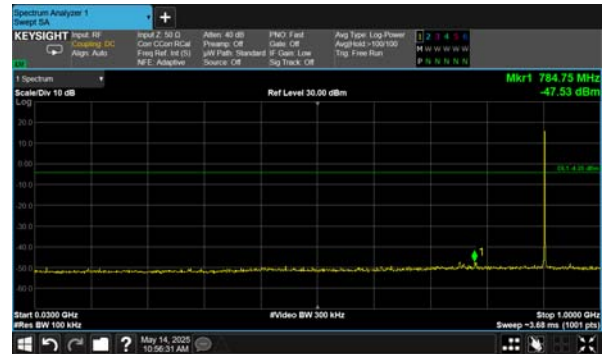 Spectrum Analyzer 1
Swept SA
KEYSIGHT
Input: RF
Coupling: DC
Align: Auto
Input Z: 50 Ω
Corr CCorr RCal
Freq Ref: Int (S)
NFE: Adaptive
Atten: 40 dB
Preamp: Off
µW Path: Standard
Source: Off
PNO: Fast
Gate: Off
IF Gain: Low
Sig Track: Off
Avg Type: Log-Power
Avg|Hold:>100/100
Trig: Free Run
1 2 3 4 5 6
M W W W W W
P N N N N N
1 Spectrum
Scale/Div 10 dB
Ref Level 30.00 dBm
Mkr1 784.75 MHz
-47.53 dBm
Log
20.0
10.0
0.00
-10.0
-20.0
-30.0
-40.0
-50.0
-60.0
1
Start 0.0300 GHz
#Res BW 100 kHz
#Video BW 300 kHz
Stop 1.0000 GHz
Sweep ~3.68 ms (1001 pts)
?
May 14, 2025
10:56:31 AM